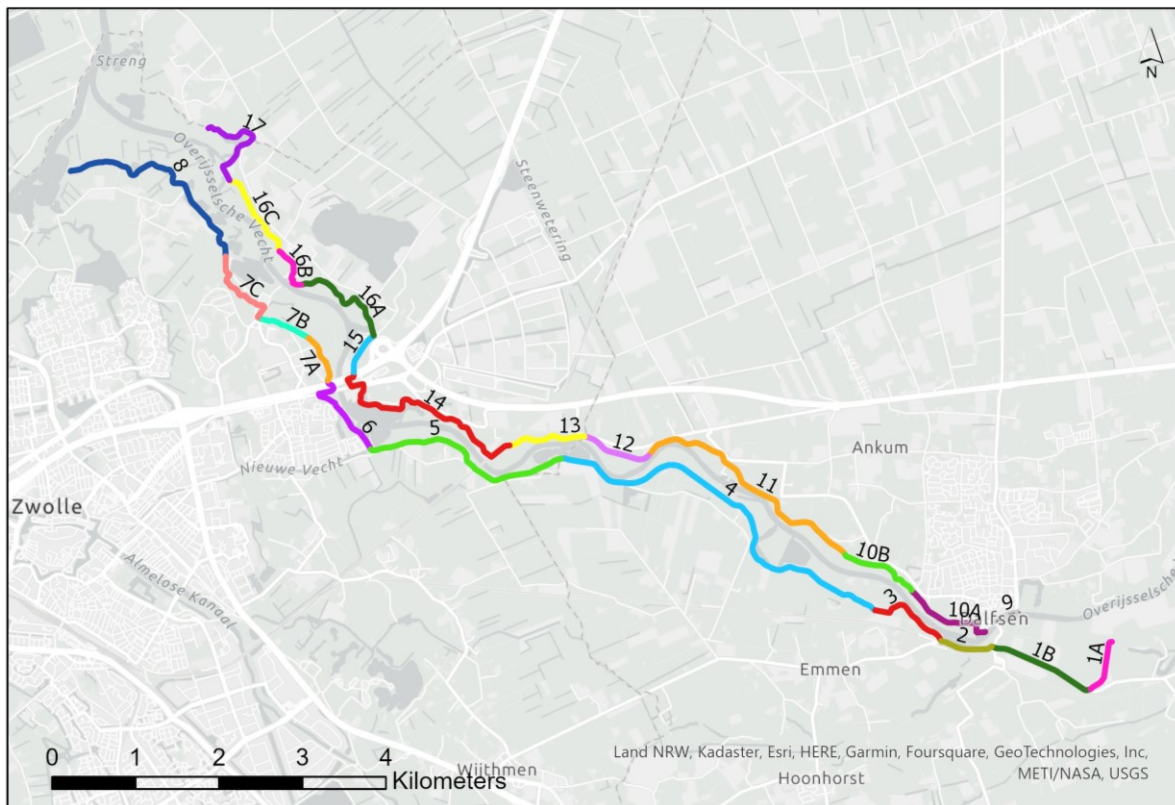 N
Streng
17
Overijsselsche Vecht
8
Steenwetering
16C
16B
16A
7C
7B
15
7A
14
13
6
5
12
Ankum
Nieuwe Vecht
11
4
Zwolle
10B
Almelose Kanaal
3
10A
9
Overijsselsche
Dalfsen
2
1B
1A
Emmen
0 1 2 3 4
Kilometers
Wijthmen
Land NRW, Kadaster, Esri, HERE, Garmin, Foursquare, GeoTechnologies, Inc,
METI/NASA, USGS
Hoonhorst